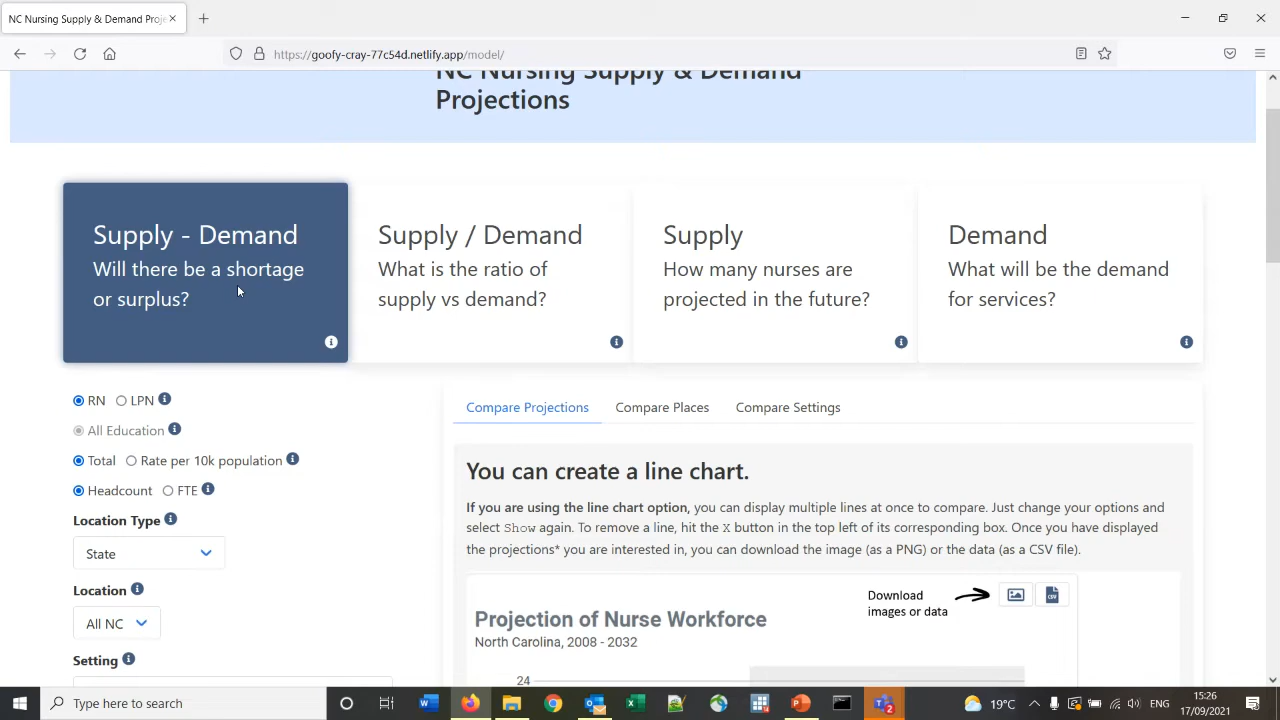 NC Nursing Supply & Demand Proje
https://goofy-cray-77c54d.netlify.app/model/
NC Nursing Supply & Demand
Projections
Supply - Demand
Will there be a shortage
or surplus?
Supply / Demand
What is the ratio of
supply vs demand?
Supply
How many nurses are
projected in the future?
Demand
What will be the demand
for services?
RN LPN
All Education
Total Rate per 10k population
Headcount FTE
Location Type
State
Location
All NC
Setting
Compare Projections Compare Places Compare Settings
You can create a line chart.
If you are using the line chart option, you can display multiple lines at once to compare. Just change your options and
select Show again. To remove a line, hit the X button in the top left of its corresponding box. Once you have displayed
the projections* you are interested in, you can download the image (as a PNG) or the data (as a CSV file).
Download
images or data
CSV
Projection of Nurse Workforce
North Carolina, 2008 - 2032
24
Type here to search
2
19°C
ENG
15:26
17/09/2021